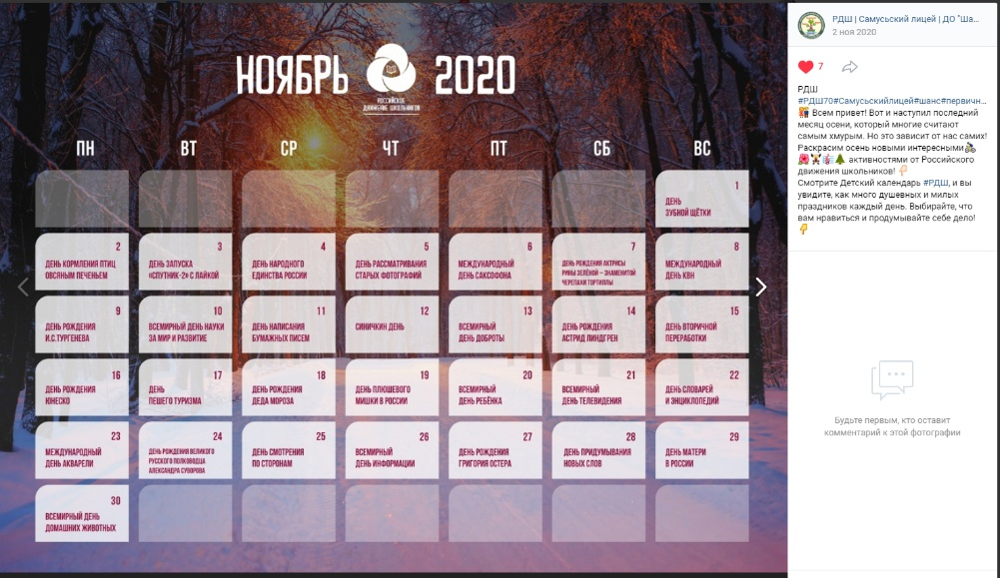 НОЯБРЬ 2020
РОССИЙСКОЕ
ДВИЖЕНИЕ ШКОЛЬНИКОВ
ПН ВТ СР ЧТ ПТ СБ ВС
1
ДЕНЬ
ЗУБНОЙ ЩЁТКИ
2
ДЕНЬ КОРМЛЕНИЯ ПТИЦ
ОВСЯНЫМ ПЕЧЕНЬЕМ
3
ДЕНЬ ЗАПУСКА
«СПУТНИК-2» С ЛАЙКОЙ
4
ДЕНЬ НАРОДНОГО
ЕДИНСТВА РОССИИ
5
ДЕНЬ РАССМАТРИВАНИЯ
СТАРЫХ ФОТОГРАФИЙ
6
МЕЖДУНАРОДНЫЙ
ДЕНЬ САКСОФОНА
7
ДЕНЬ РОЖДЕНИЯ АКТРИСЫ
РИНЫ ЗЕЛЁНОЙ – ЗНАМЕНИТОЙ
ЧЕРЕПАХИ ТОРТИЛЛЫ
8
МЕЖДУНАРОДНЫЙ
ДЕНЬ КВН
9
ДЕНЬ РОЖДЕНИЯ
И.С.ТУРГЕНЕВА
10
ВСЕМИРНЫЙ ДЕНЬ НАУКИ
ЗА МИР И РАЗВИТИЕ
11
ДЕНЬ НАПИСАНИЯ
БУМАЖНЫХ ПИСЕМ
12
СИНИЧКИН ДЕНЬ
13
ВСЕМИРНЫЙ
ДЕНЬ ДОБРОТЫ
14
ДЕНЬ РОЖДЕНИЯ
АСТРИД ЛИНДГРЕН
15
ДЕНЬ ВТОРИЧНОЙ
ПЕРЕРАБОТКИ
16
ДЕНЬ РОЖДЕНИЯ
ЮНЕСКО
17
ДЕНЬ
ПЕШЕГО ТУРИЗМА
18
ДЕНЬ РОЖДЕНИЯ
ДЕДА МОРОЗА
19
ДЕНЬ ПЛЮШЕВОГО
МИШКИ В РОССИИ
20
ВСЕМИРНЫЙ
ДЕНЬ РЕБЁНКА
21
ВСЕМИРНЫЙ
ДЕНЬ ТЕЛЕВИДЕНИЯ
22
ДЕНЬ СЛОВАРЕЙ
И ЭНЦИКЛОПЕДИЙ
23
МЕЖДУНАРОДНЫЙ
ДЕНЬ АКВАРЕЛИ
24
ДЕНЬ РОЖДЕНИЯ ВЕЛИКОГО
РУССКОГО ПОЛКОВОДЦА
АЛЕКСАНДРА СУВОРОВА
25
ДЕНЬ СМОТРЕНИЯ
ПО СТОРОНАМ
26
ВСЕМИРНЫЙ
ДЕНЬ ИНФОРМАЦИИ
27
ДЕНЬ РОЖДЕНИЯ
ГРИГОРИЯ ОСТЕРА
28
ДЕНЬ ПРИДУМЫВАНИЯ
НОВЫХ СЛОВ
29
ДЕНЬ МАТЕРИ
В РОССИИ
30
ВСЕМИРНЫЙ ДЕНЬ
ДОМАШНИХ ЖИВОТНЫХ
РДШ | Самусьский лицей | ДО "Ша...
2 ноя 2020
7
РДШ
#РДШ70#Самусьскийлицей#шанс#первичн...
Всем привет! Вот и наступил последний
месяц осени, который многие считают
самым хмурым. Но это зависит от нас самих!
Раскрасим осень новыми интересными
активностями от Российского
движения школьников!
Смотрите Детский календарь #РДШ, и вы
увидите, как много душевных и милых
праздников каждый день. Выбирайте, что
вам нравиться и продумывайте себе дело!
Будьте первым, кто оставит
комментарий к этой фотографии